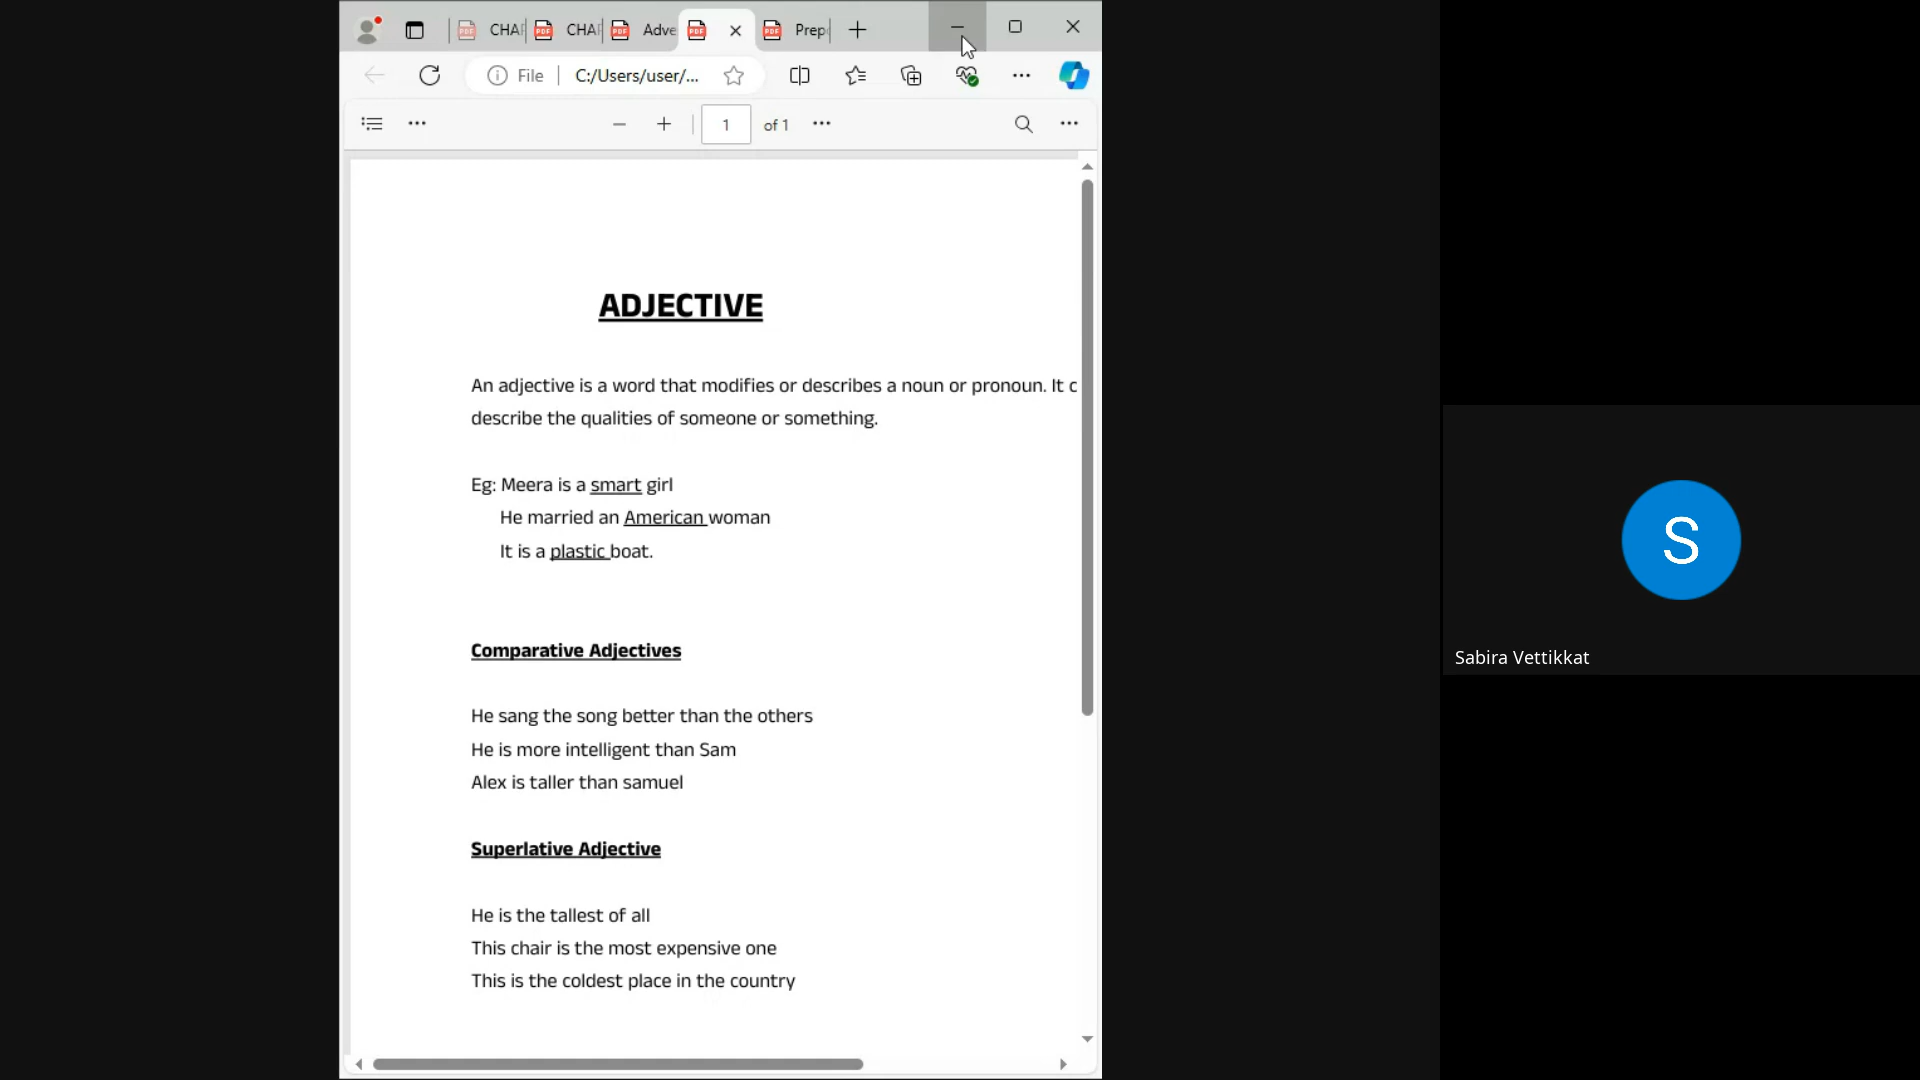 CHA
CHA
Adve
Prep
File
C:/Users/user/...
1 of 1
ADJECTIVE
An adjective is a word that modifies or describes a noun or pronoun. It c
describe the qualities of someone or something.
Eg: Meera is a smart girl
He married an American woman
It is a plastic boat.
Comparative Adjectives
He sang the song better than the others
He is more intelligent than Sam
Alex is taller than samuel
Superlative Adjective
He is the tallest of all
This chair is the most expensive one
This is the coldest place in the country
S
Sabira Vettikkat